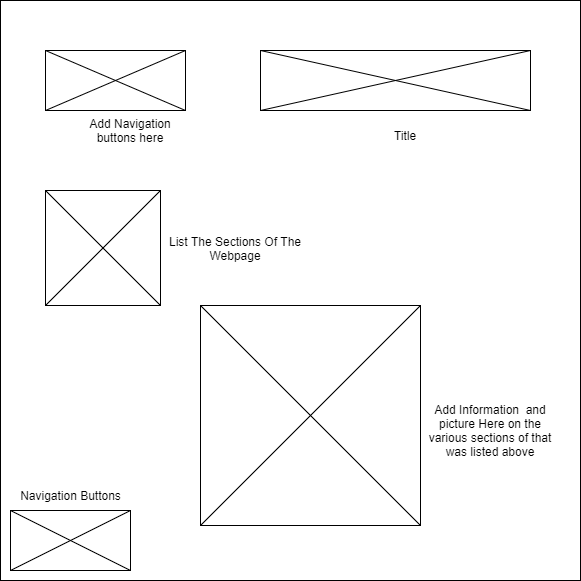 Add Navigation
buttons here
Title
List The Sections Of The
Webpage
Add Information  and
picture Here on the
various sections of that
was listed above
Navigation Buttons